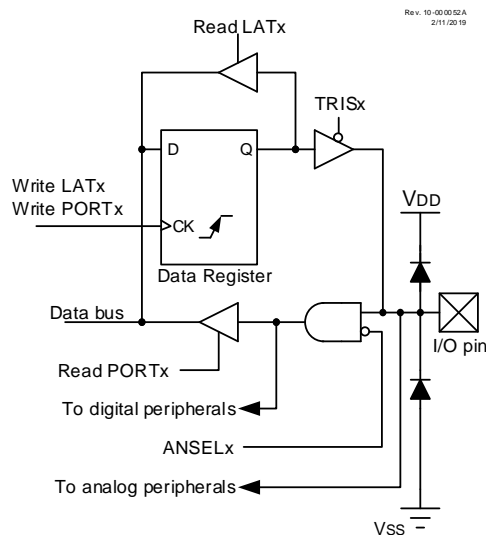 Rev. 10-000052A
2/11/2019
Read LATx
TRISx
D
Q
Write LATx
Write PORTx
CK
VDD
Data Register
Data bus
I/O pin
Read PORTx
To digital peripherals
ANSELx
To analog peripherals
VSS